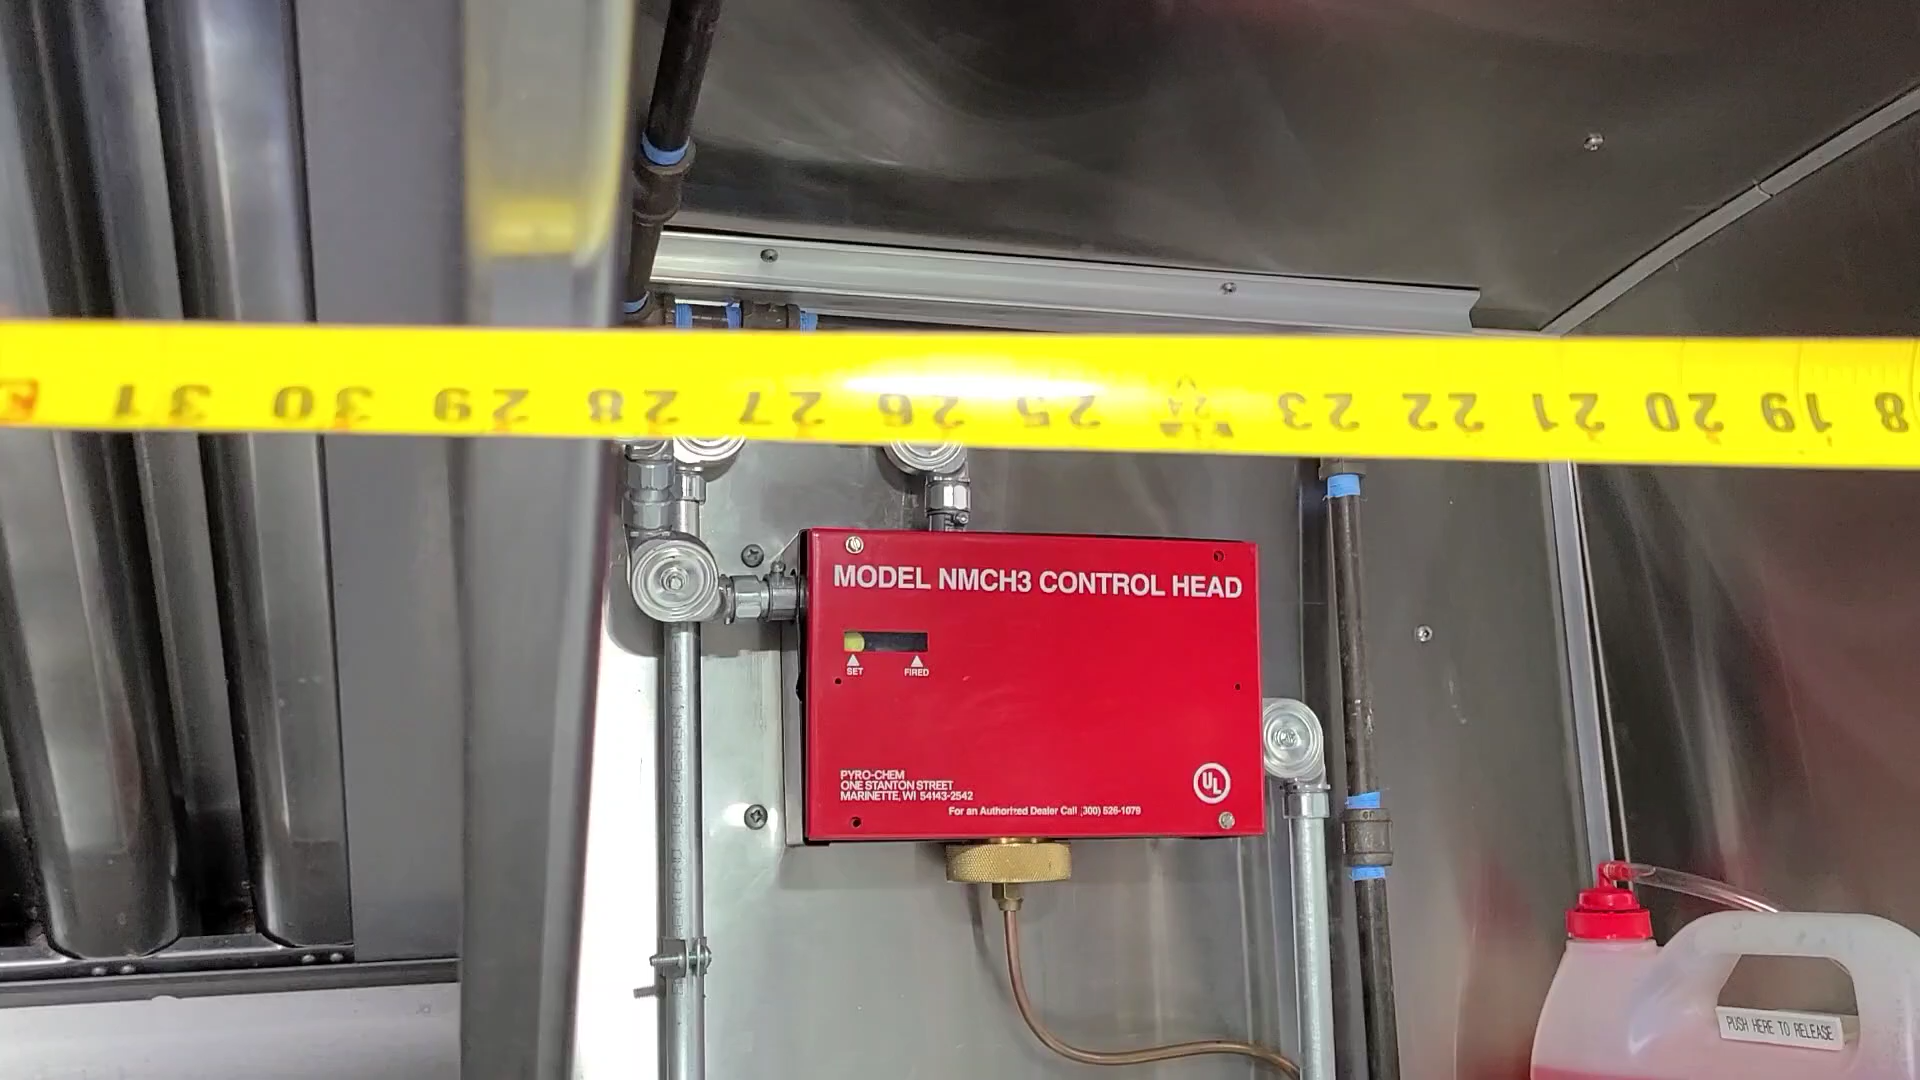 31 30 29 28 27 26 25 24 23 22 21 20 19 18
MODEL NMCH3 CONTROL HEAD
SET FIRED
PYRO-CHEM
ONE STANTON STREET
MARINETTE, WI 54143-2542
For an Authorized Dealer Call (800) 526-1079
UL
PUSH HERE TO RELEASE